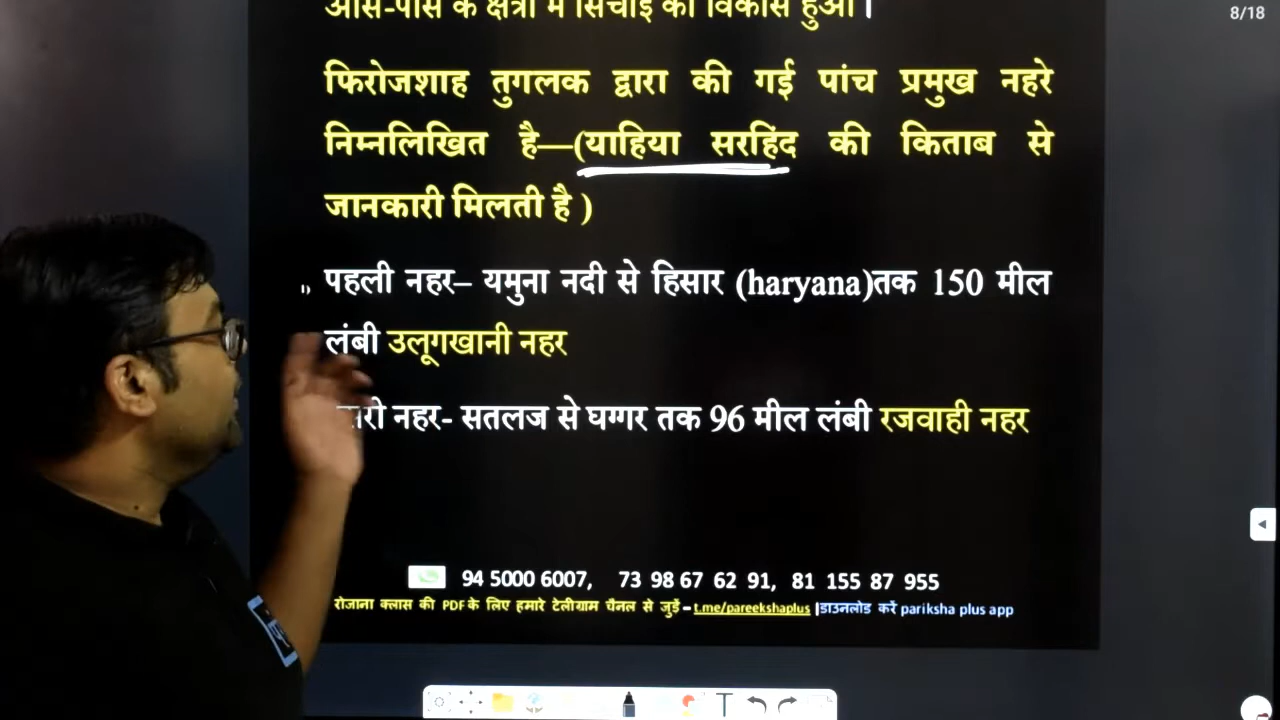 आस-पास के क्षेत्रों में सिंचाई का विकास हुआ।
8/18
फिरोजशाह तुगलक द्वारा की गई पांच प्रमुख नहरे
निम्नलिखित है—(याहिया सरहिंद की किताब से
जानकारी मिलती है )
पहली नहर– यमुना नदी से हिसार (haryana)तक 150 मील
लंबी उलूगखानी नहर
नहर- सतलज से घग्गर तक 96 मील लंबी रजवाही नहर
94 5000 6007, 73 98 67 62 91, 81 155 87 955
रोजाना क्लास की PDF के लिए हमारे टेलीग्राम चैनल से जुड़ें – t.me/pareekshaplus |डाउनलोड करें pariksha plus app